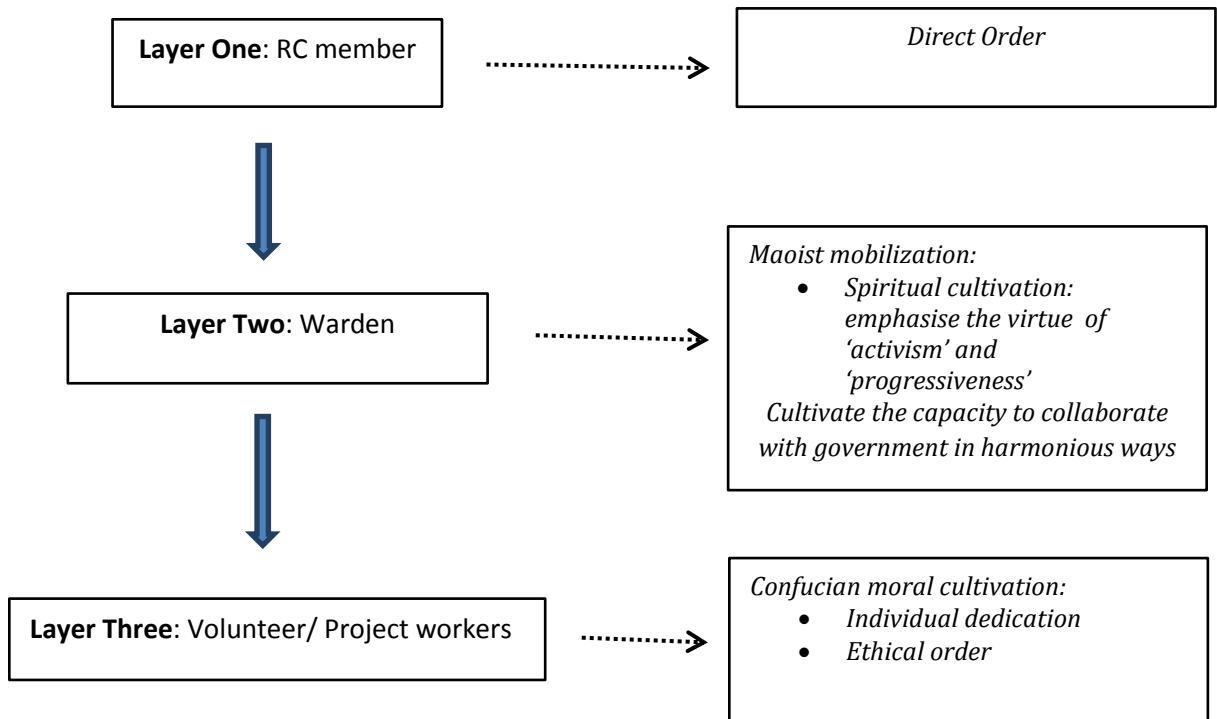 Layer One: RC member
Direct Order
Layer Two: Warden
Maoist mobilization:
• Spiritual cultivation:
emphasise the virtue of
‘activism’ and
‘progressiveness’
Cultivate the capacity to collaborate
with government in harmonious ways
Layer Three: Volunteer/ Project workers
Confucian moral cultivation:
• Individual dedication
• Ethical order